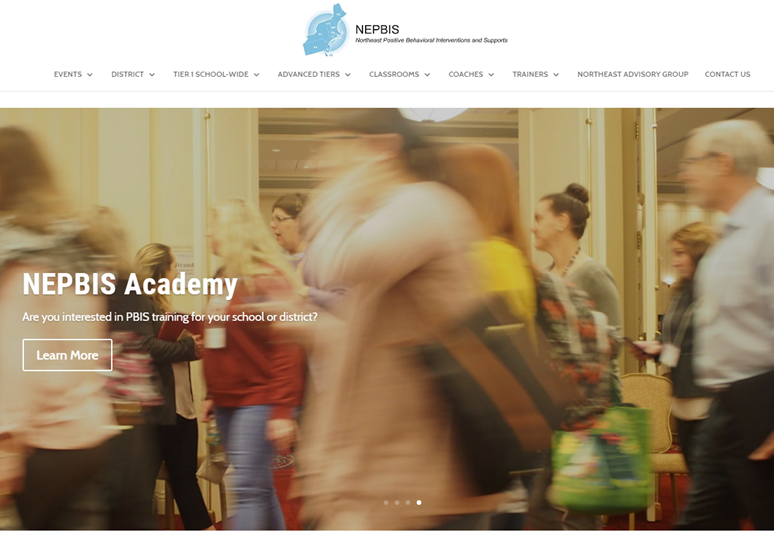 NEPBIS
Northeast Positive Behavioral Interventions and Supports
EVENTS DISTRICT TIER 1 SCHOOL-WIDE ADVANCED TIERS CLASSROOMS COACHES TRAINERS NORTHEAST ADVISORY GROUP CONTACT US
NEPBIS Academy
Are you interested in PBIS training for your school or district?
Learn More